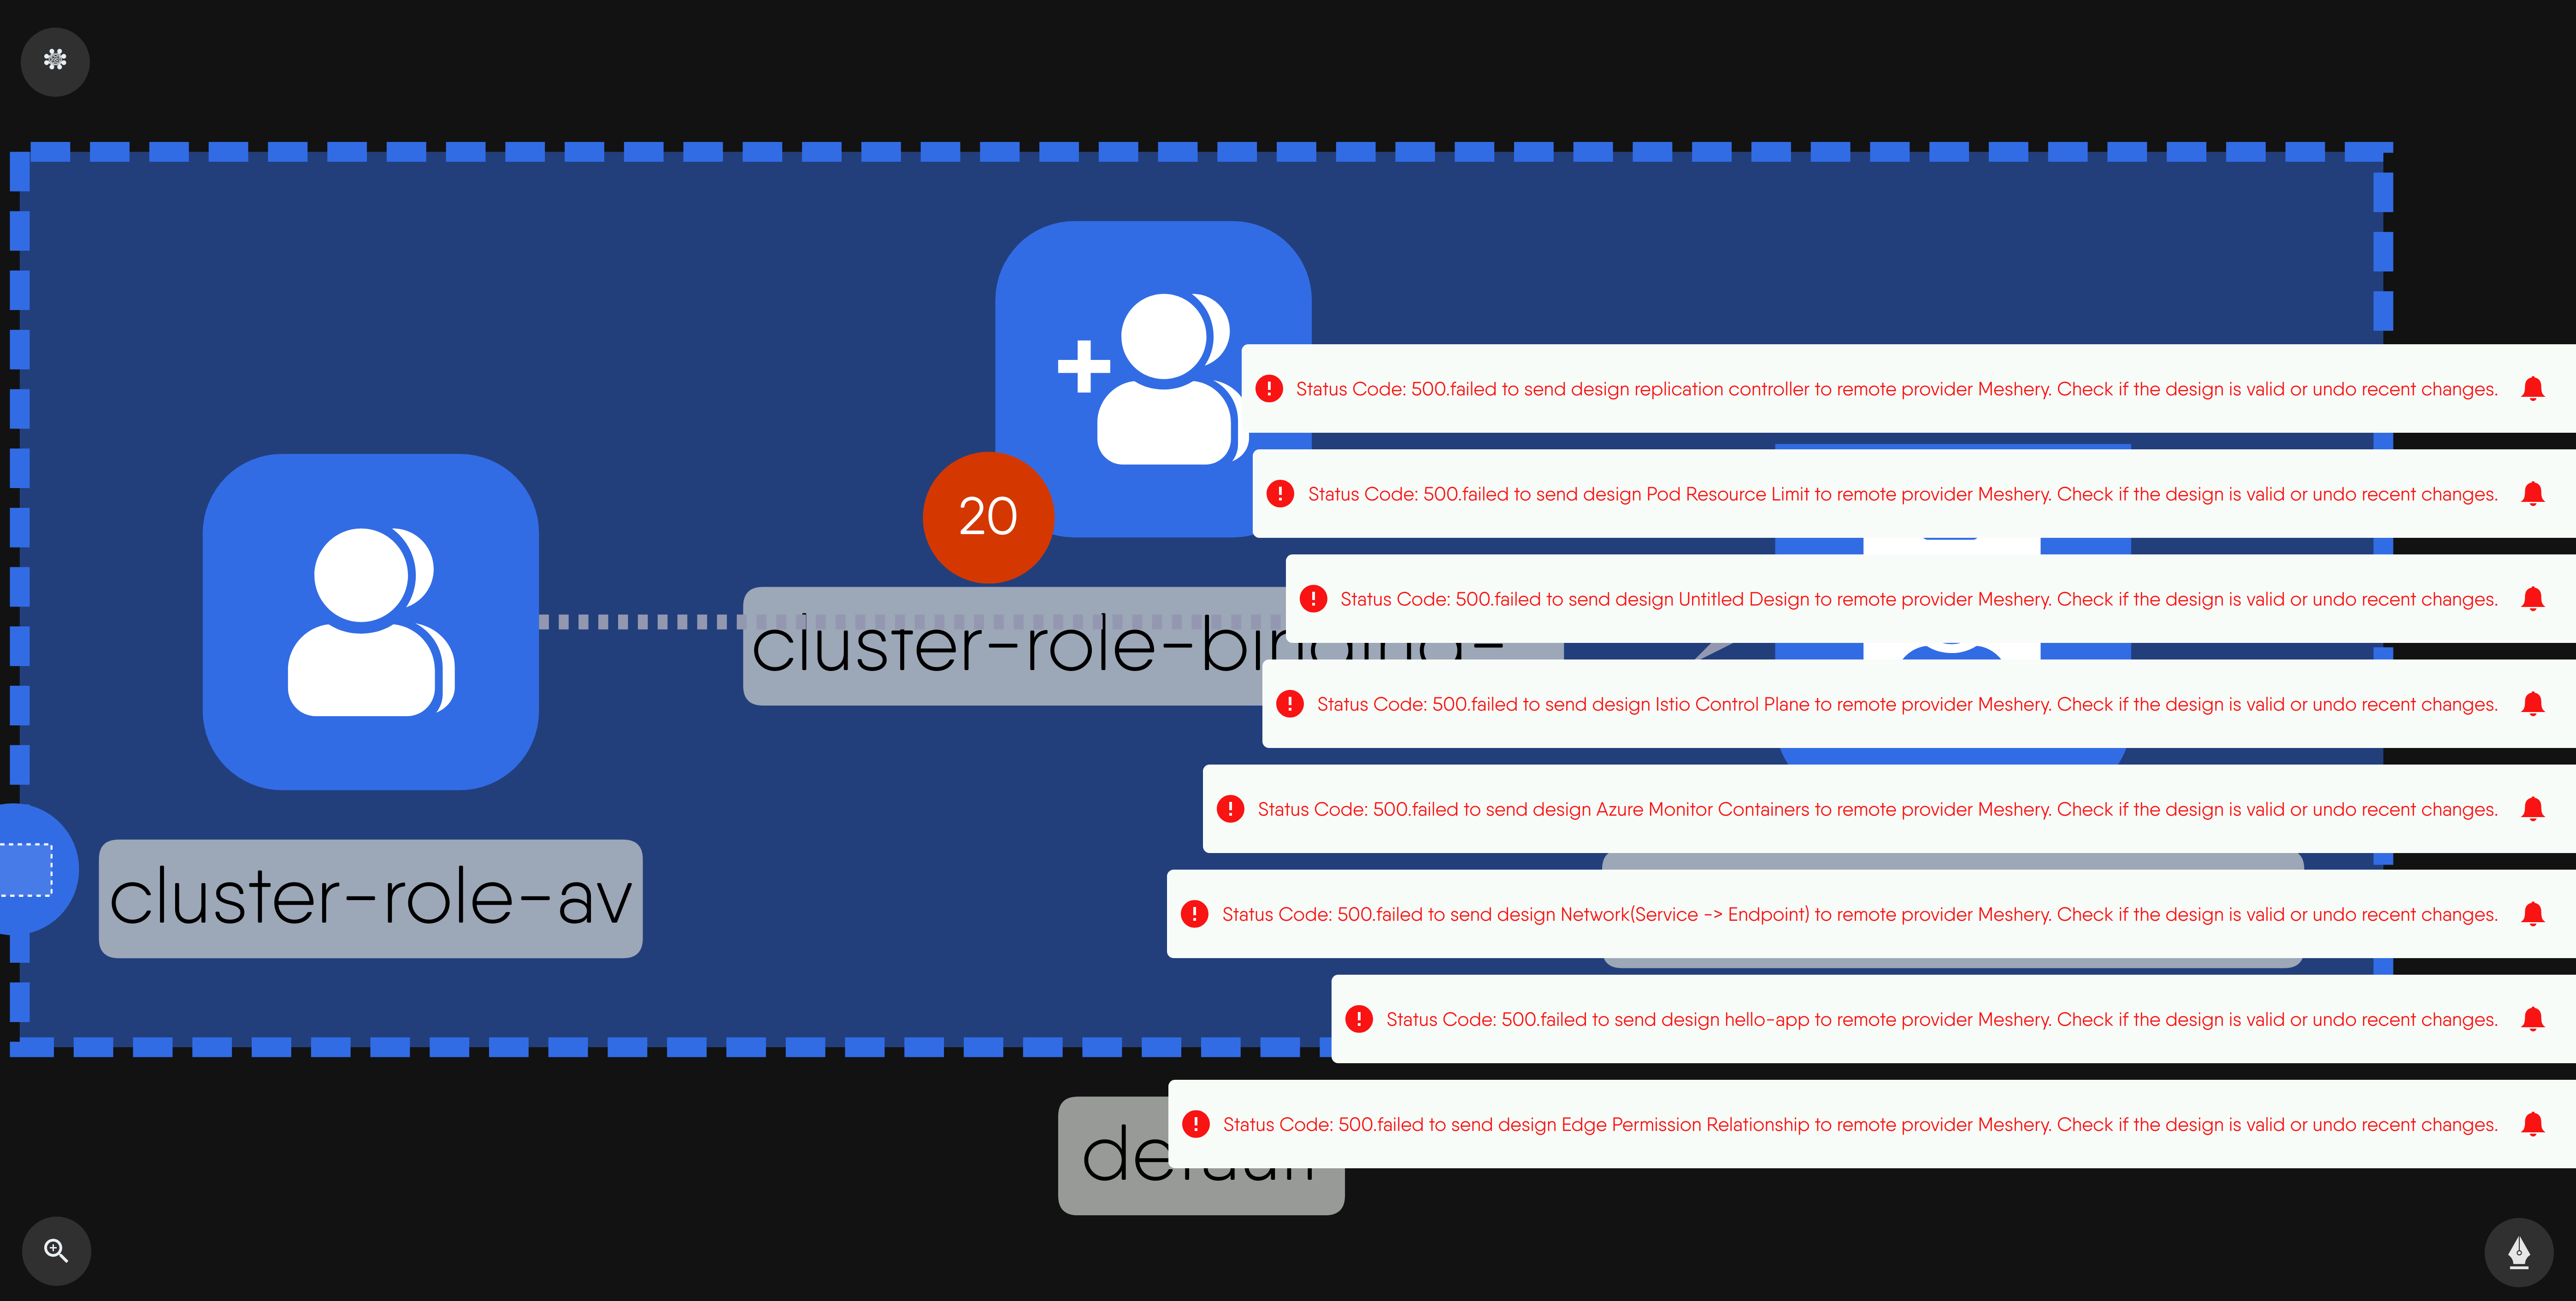 Status Code: 500.failed to send design replication controller to remote provider Meshery. Check if the design is valid or undo recent changes.
Status Code: 500.failed to send design Pod Resource Limit to remote provider Meshery. Check if the design is valid or undo recent changes.
20
Status Code: 500.failed to send design Untitled Design to remote provider Meshery. Check if the design is valid or undo recent changes.
cluster-role-binding-
Status Code: 500.failed to send design Istio Control Plane to remote provider Meshery. Check if the design is valid or undo recent changes.
Status Code: 500.failed to send design Azure Monitor Containers to remote provider Meshery. Check if the design is valid or undo recent changes.
cluster-role-av
Status Code: 500.failed to send design Network(Service -> Endpoint) to remote provider Meshery. Check if the design is valid or undo recent changes.
Status Code: 500.failed to send design hello-app to remote provider Meshery. Check if the design is valid or undo recent changes.
Status Code: 500.failed to send design Edge Permission Relationship to remote provider Meshery. Check if the design is valid or undo recent changes.
default